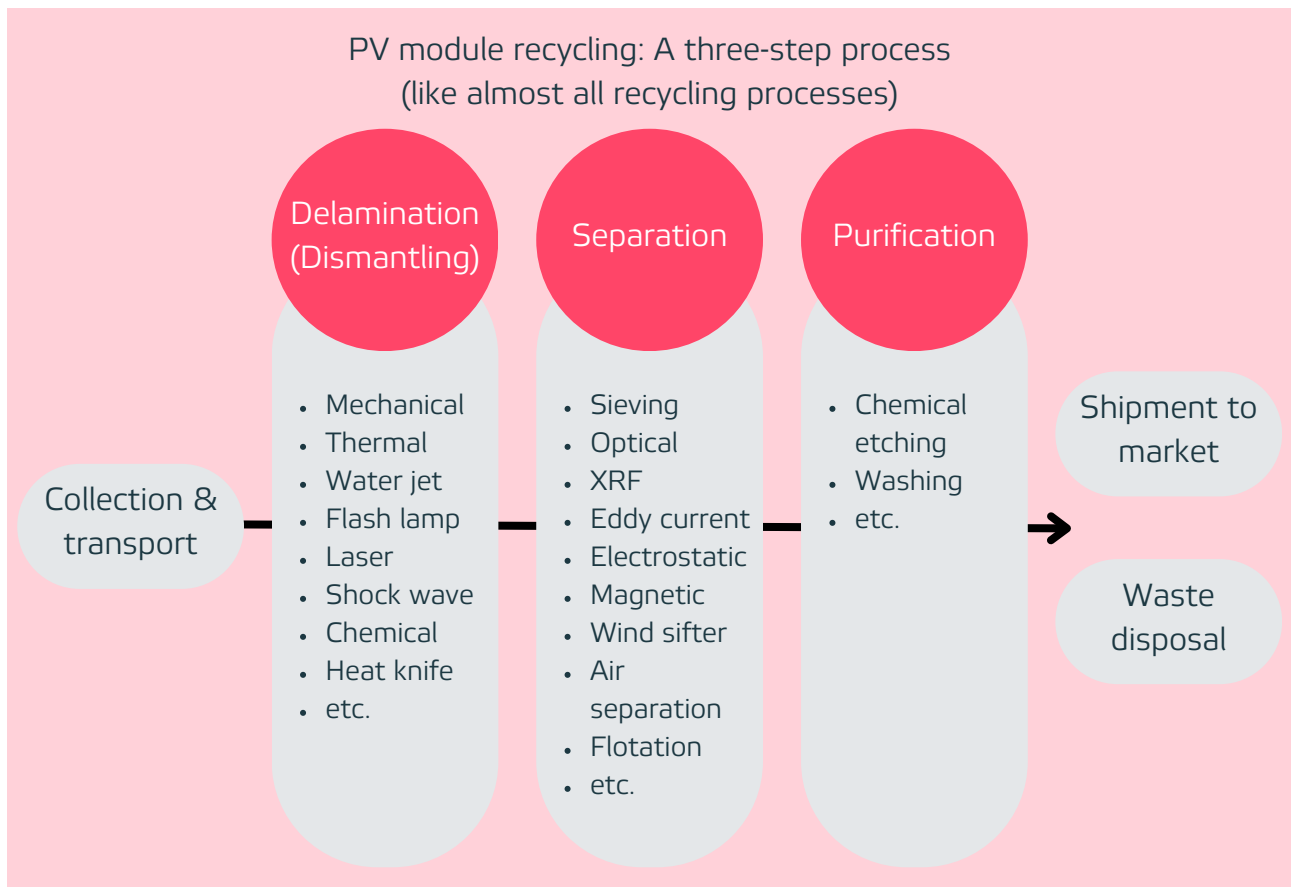 PV module recycling: A three-step process
(like almost all recycling processes)
Collection &
transport
Delamination
(Dismantling)
• Mechanical
• Thermal
• Water jet
• Flash lamp
• Laser
• Shock wave
• Chemical
• Heat knife
• etc.
Separation
• Sieving
• Optical
• XRF
• Eddy current
• Electrostatic
• Magnetic
• Wind sifter
• Air
separation
• Flotation
• etc.
Purification
• Chemical
etching
• Washing
• etc.
Shipment to
market
Waste
disposal